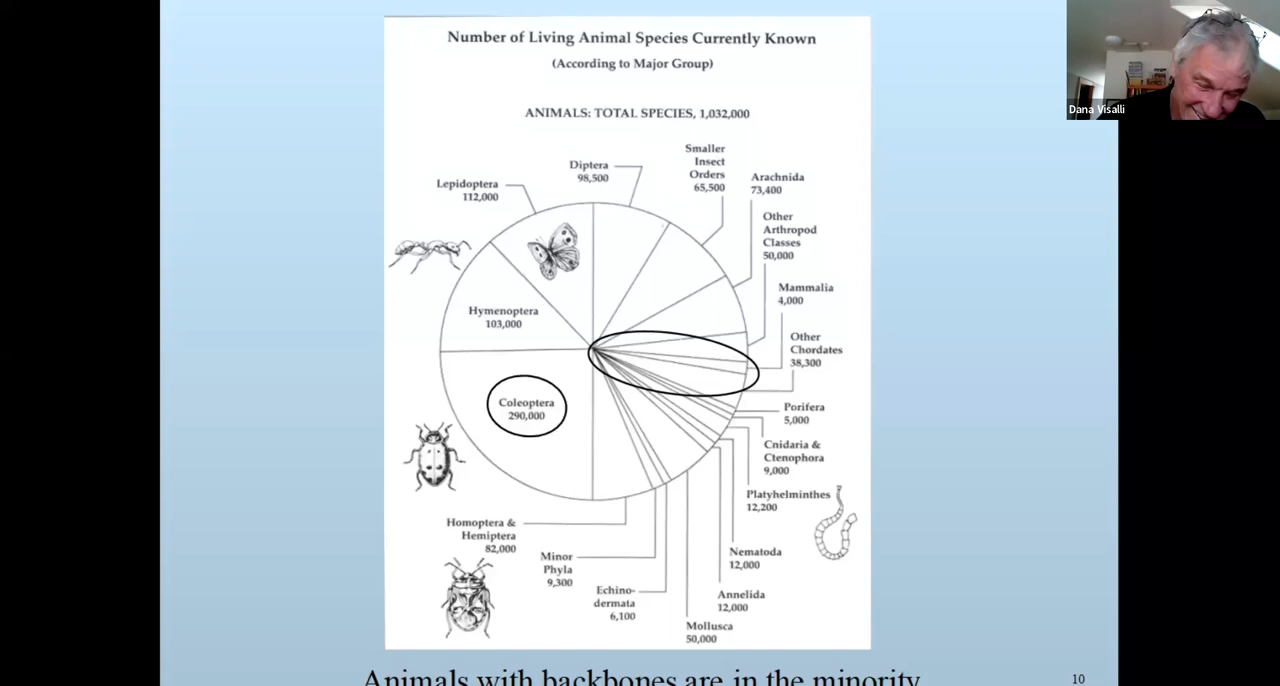 Number of Living Animal Species Currently Known
(According to Major Group)
ANIMALS: TOTAL SPECIES, 1,032,000
Dana Visalli
Lepidoptera
112,000
Diptera
98,500
Smaller
Insect
Orders
65,500
Arachnida
73,400
Other
Arthropod
Classes
50,000
Mammalia
4,000
Other
Chordates
38,300
Hymenoptera
103,000
Coleoptera
290,000
Porifera
5,000
Cnidaria &
Ctenophora
9,000
Platyhelminthes
12,200
Nematoda
12,000
Annelida
12,000
Mollusca
50,000
Echino-
dermata
6,100
Minor
Phyla
9,300
Homoptera &
Hemiptera
82,000
Animals with backbones are in the minority
10